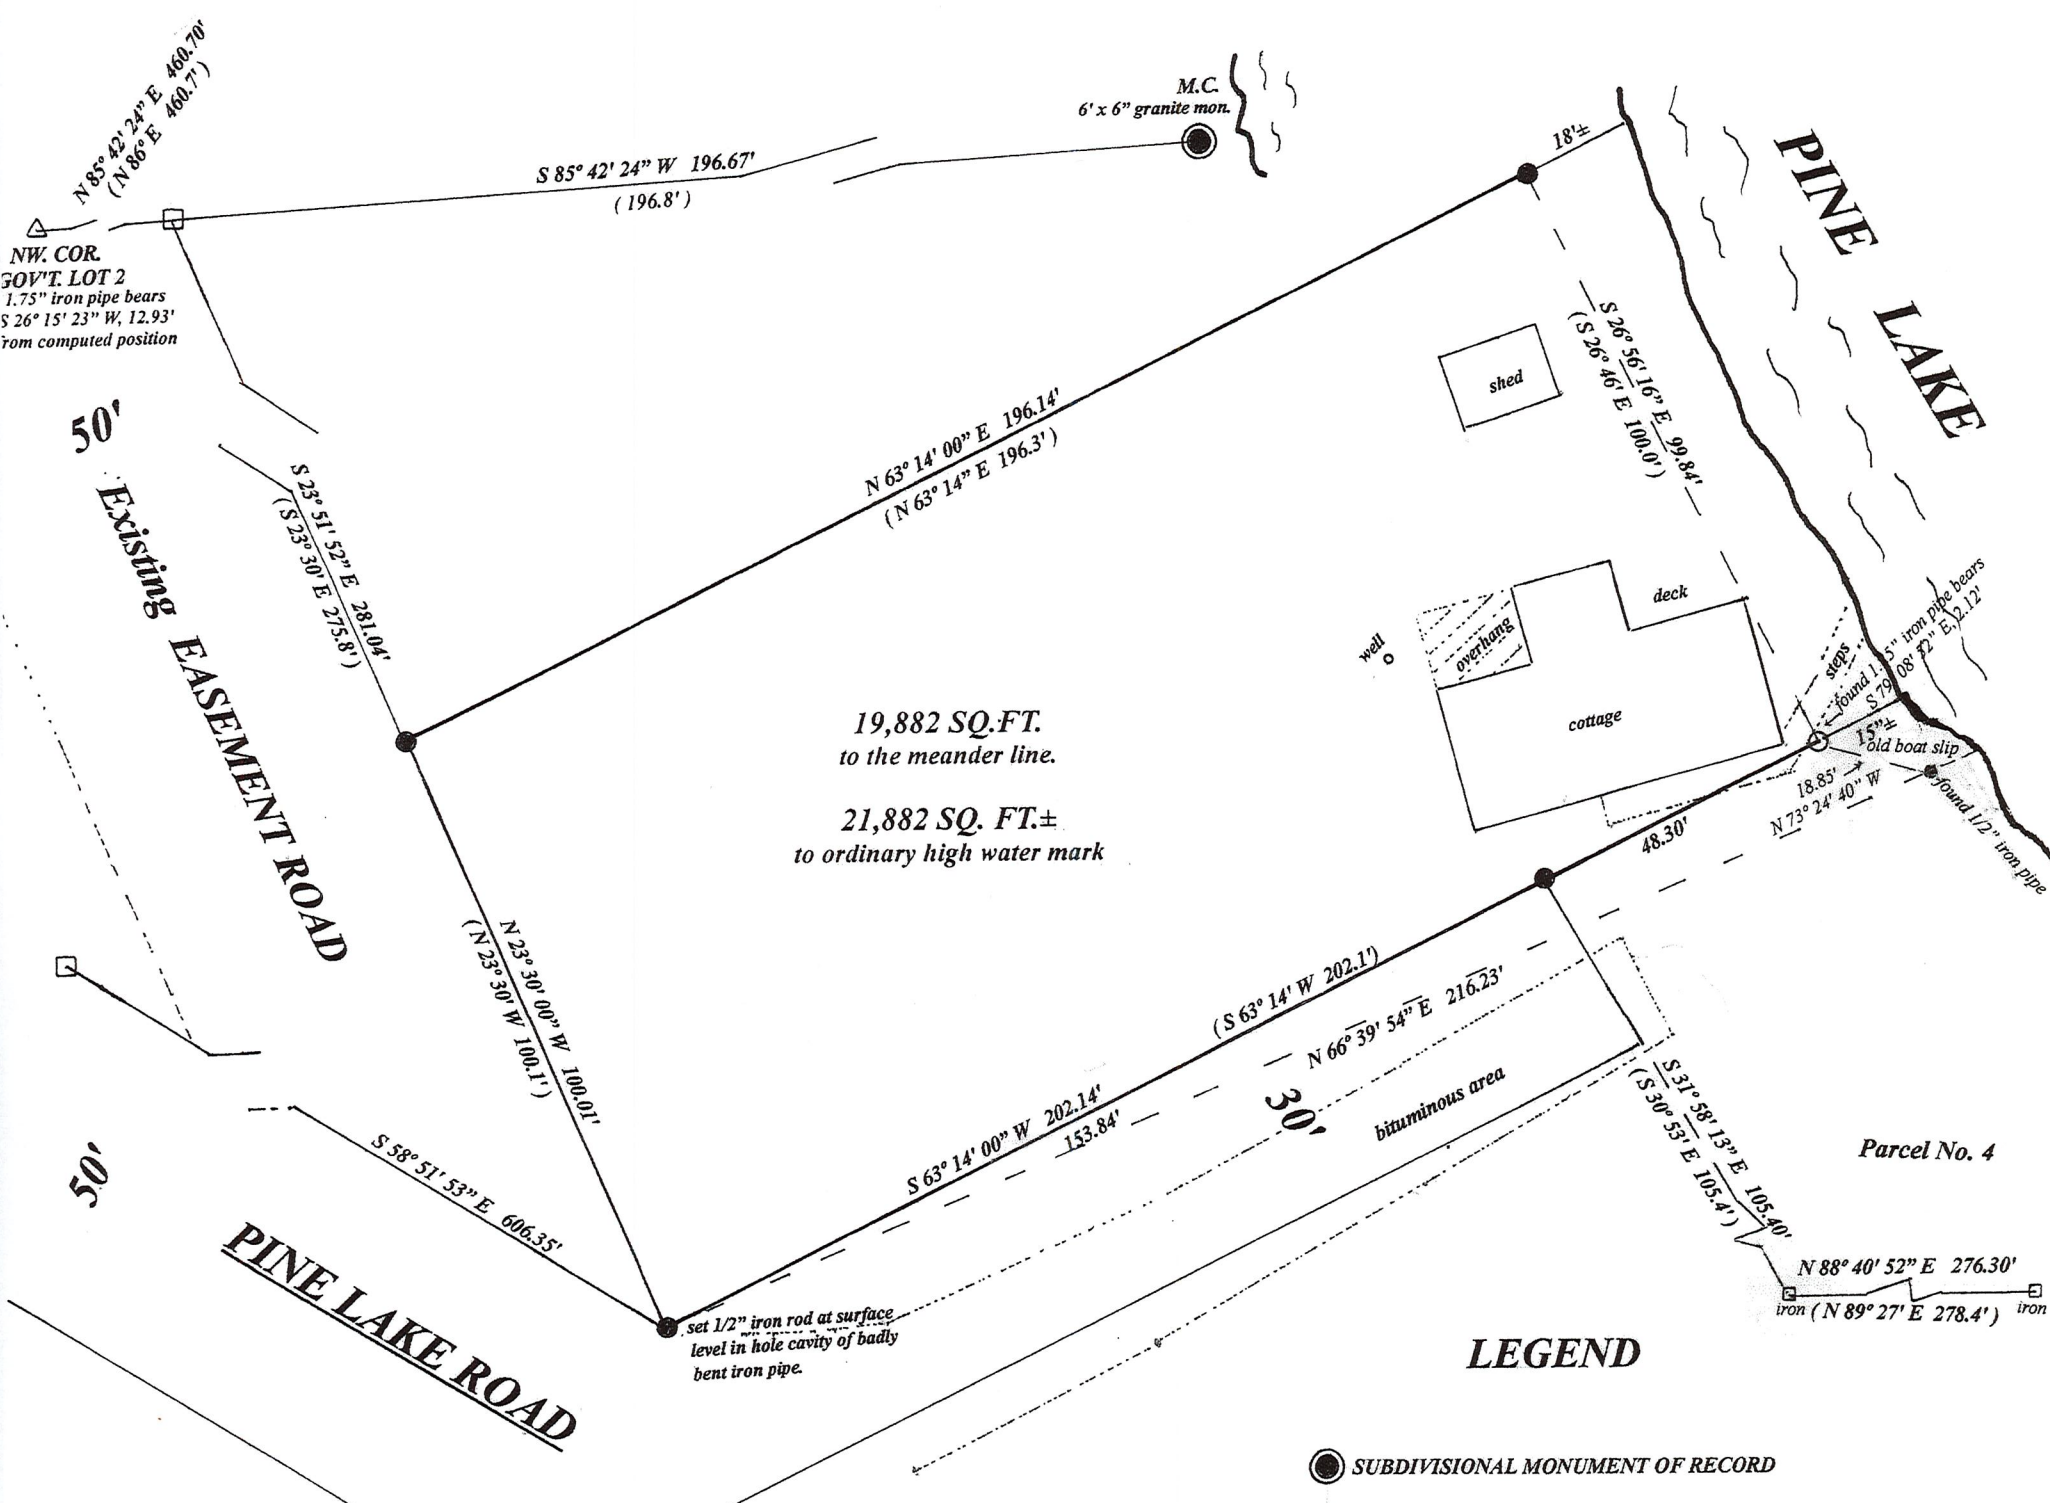 N 85° 42' 24” E 460.70'
( N 86° E 460.7' )
M.C.
6' x 6” granite mon.
18'±
S 85° 42' 24” W 196.67'
( 196.8' )
NW. COR.
GOV'T. LOT 2
1.75” iron pipe bears
S 26° 15' 23” W, 12.93'
from computed position
PINE LAKE
S 26° 56' 16” E 99.84'
( S 26° 46' E 100.0' )
shed
50'
Existing EASEMENT ROAD
N 63° 14' 00” E 196.14'
( N 63° 14” E 196.3' )
S 23° 51' 52” E 281.04'
( S 23° 30' E 275.8' )
deck
overhang
well
steps
cottage
found 1.25” iron pipe bears
S 79° 08' 52” E, 2.12'
15”±
old boat slip
18.85'
N 73° 24' 40” W
found 1/2” iron pipe
48.30'
19,882 SQ. FT.
to the meander line.
21,882 SQ. FT.±
to ordinary high water mark
N 23° 30' 00” W 100.01'
( N 23° 30' W 100.1' )
( S 63° 14' W 202.1')
N 66° 39' 54” E 216.23'
S 63° 14' 00” W 202.14'
153.84'
30'
bituminous area
S 31° 58' 13” E 105.40'
( S 30° 53' E 105.4' )
Parcel No. 4
50'
S 58° 51' 53” E 606.35'
PINE LAKE ROAD
set 1/2” iron rod at surface
level in hole cavity of badly
bent iron pipe.
N 88° 40' 52” E 276.30'
iron ( N 89° 27' E 278.4' ) iron
LEGEND
SUBDIVISIONAL MONUMENT OF RECORD